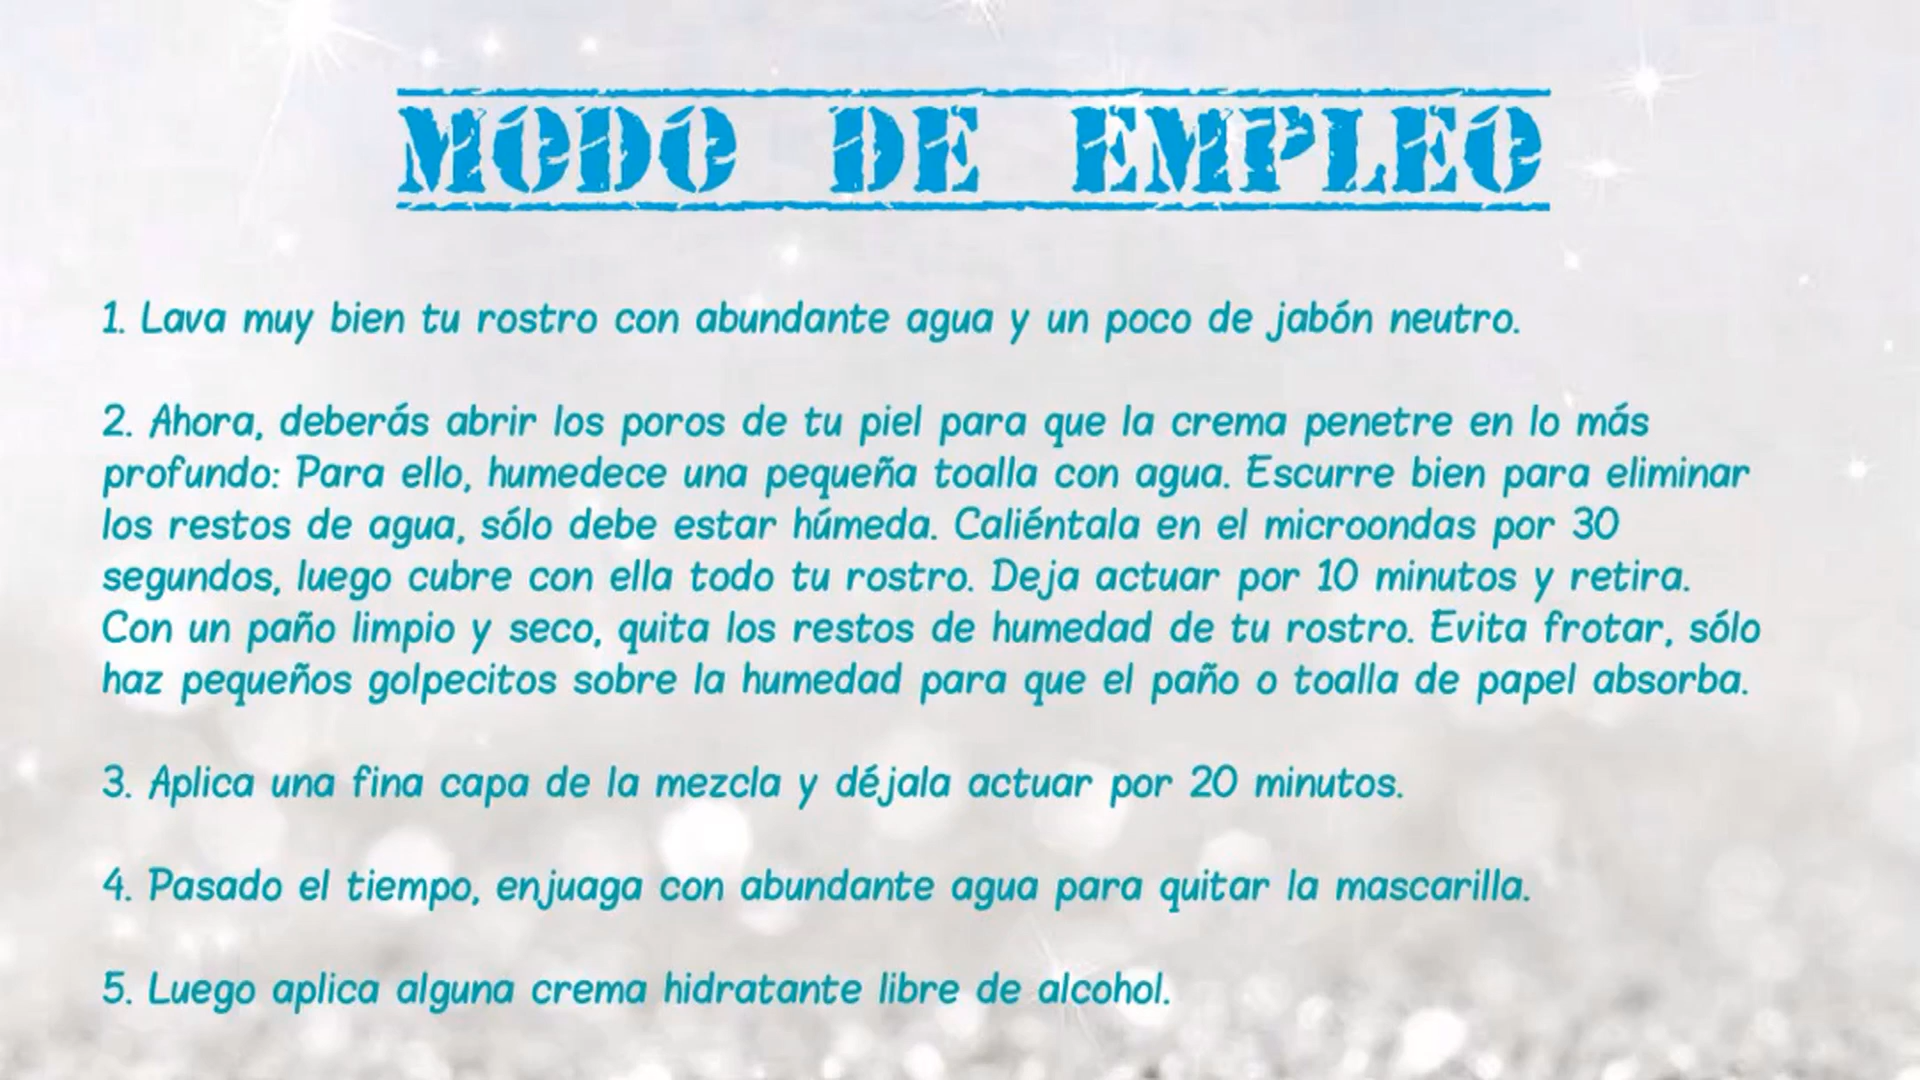 MODO DE EMPLEO
1. Lava muy bien tu rostro con abundante agua y un poco de jabón neutro.
2. Ahora, deberás abrir los poros de tu piel para que la crema penetre en lo más
profundo: Para ello, humedece una pequeña toalla con agua. Escurre bien para eliminar
los restos de agua, sólo debe estar húmeda. Caliéntala en el microondas por 30
segundos, luego cubre con ella todo tu rostro. Deja actuar por 10 minutos y retira.
Con un paño limpio y seco, quita los restos de humedad de tu rostro. Evita frotar, sólo
haz pequeños golpecitos sobre la humedad para que el paño o toalla de papel absorba.
3. Aplica una fina capa de la mezcla y déjala actuar por 20 minutos.
4. Pasado el tiempo, enjuaga con abundante agua para quitar la mascarilla.
5. Luego aplica alguna crema hidratante libre de alcohol.